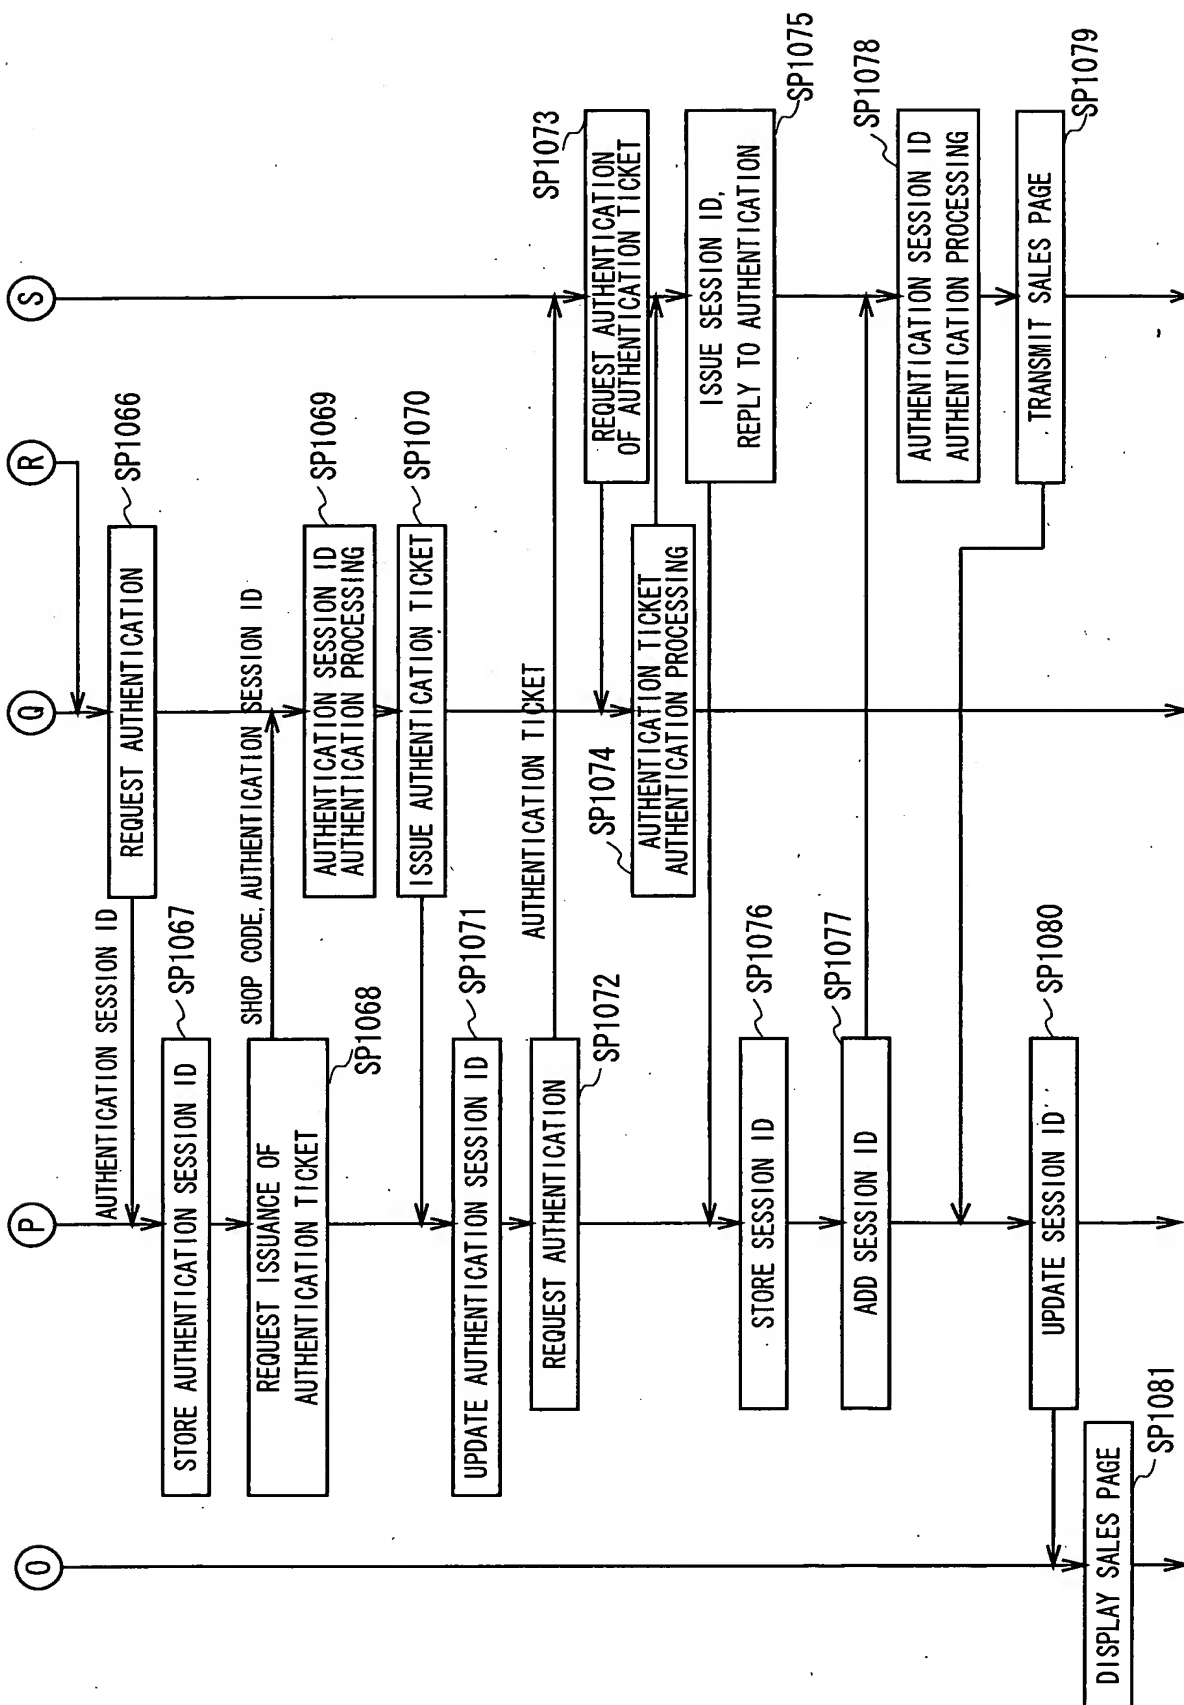 O
P
Q
R
S
REQUEST AUTHENTICATION
SP1066
AUTHENTICATION SESSION ID
STORE AUTHENTICATION SESSION ID
SP1067
REQUEST ISSUANCE OF
AUTHENTICATION TICKET
SP1068
SHOP CODE, AUTHENTICATION SESSION ID
AUTHENTICATION SESSION ID
AUTHENTICATION PROCESSING
SP1069
ISSUE AUTHENTICATION TICKET
SP1070
UPDATE AUTHENTICATION SESSION ID
SP1071
REQUEST AUTHENTICATION
SP1072
AUTHENTICATION TICKET
REQUEST AUTHENTICATION
OF AUTHENTICATION TICKET
SP1073
AUTHENTICATION TICKET
AUTHENTICATION PROCESSING
SP1074
ISSUE SESSION ID,
REPLY TO AUTHENTICATION
SP1075
STORE SESSION ID
SP1076
ADD SESSION ID
SP1077
AUTHENTICATION SESSION ID
AUTHENTICATION PROCESSING
SP1078
TRANSMIT SALES PAGE
SP1079
UPDATE SESSION ID
SP1080
DISPLAY SALES PAGE
SP1081